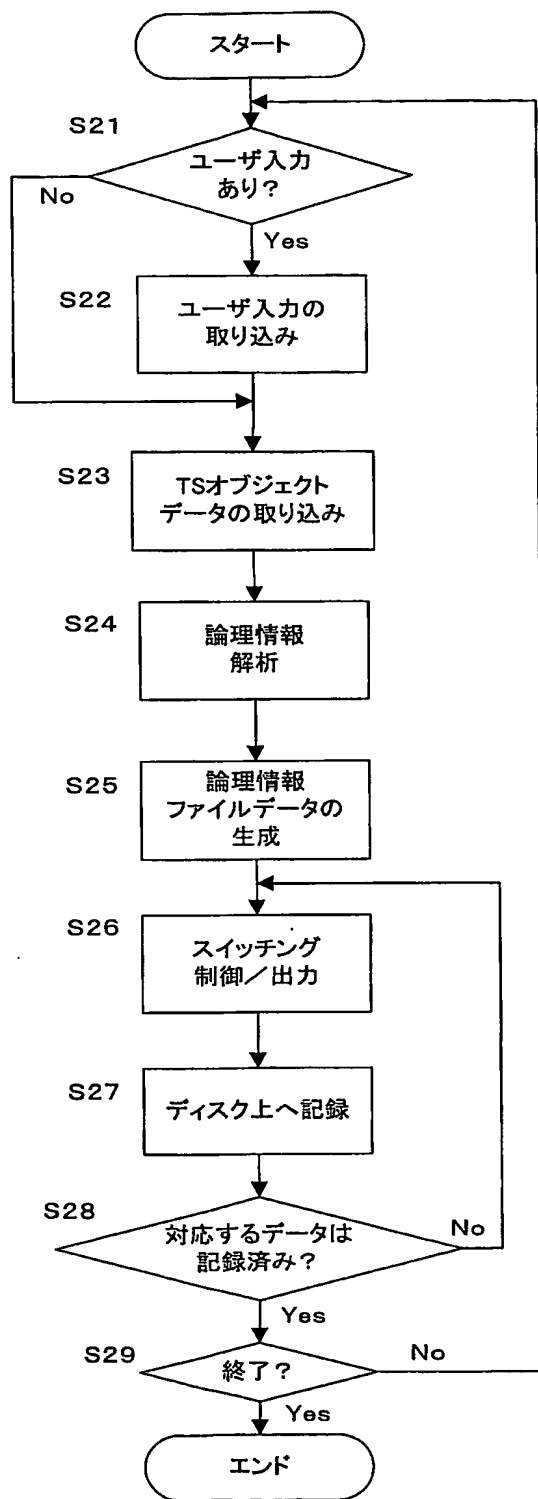 スタート
S21
ユーザ入力
あり？
No
Yes
S22
ユーザ入力の
取り込み
S23
TSオブジェクト
データの取り込み
S24
論理情報
解析
S25
論理情報
ファイルデータの
生成
S26
スイッチング
制御／出力
S27
ディスク上へ記録
S28
対応するデータは
記録済み？
No
Yes
S29
終了？
No
Yes
エンド